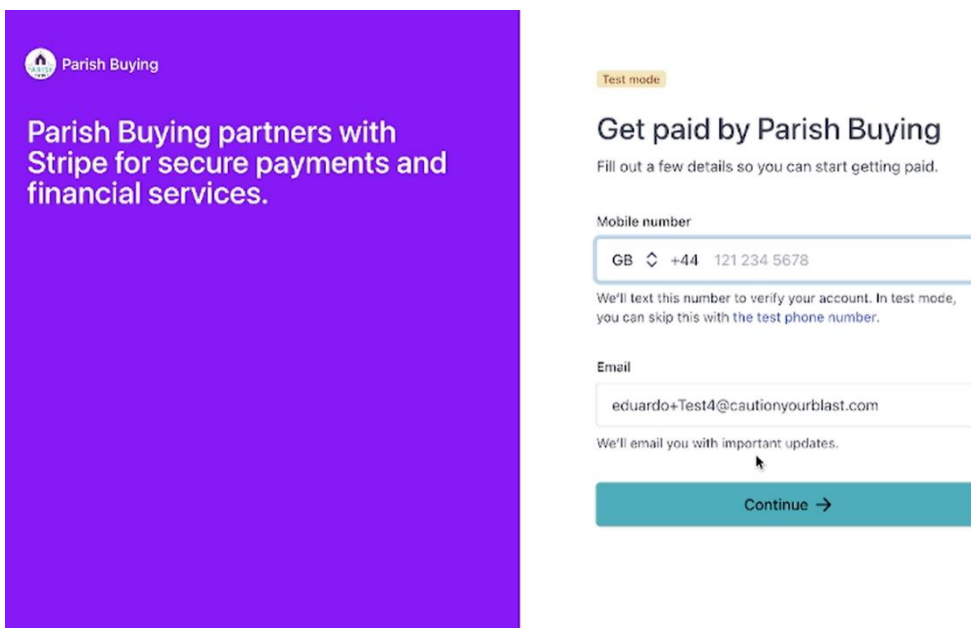 Parish Buying
Parish Buying partners with
Stripe for secure payments and
financial services.
Test mode
Get paid by Parish Buying
Fill out a few details so you can start getting paid.
Mobile number
GB +44 121 234 5678
We'll text this number to verify your account. In test mode,
you can skip this with the test phone number.
Email
eduardo+Test4@cautionyourblast.com
We'll email you with important updates.
Continue →